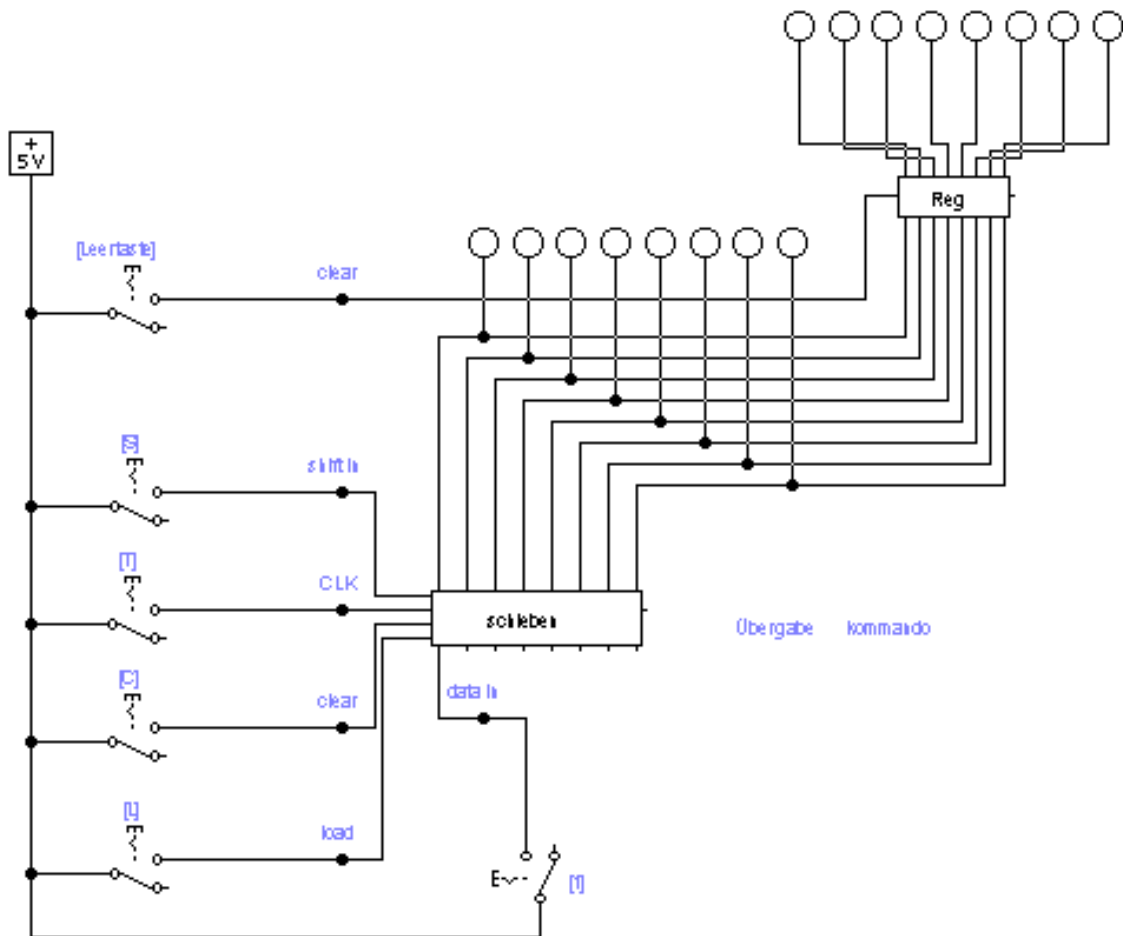 +
5V
Reg
[Leertaste]
clear
[S]
shift in
[T]
CLK
schieben
Übergabe kommando
[C]
clear
data in
[L]
load
[1]